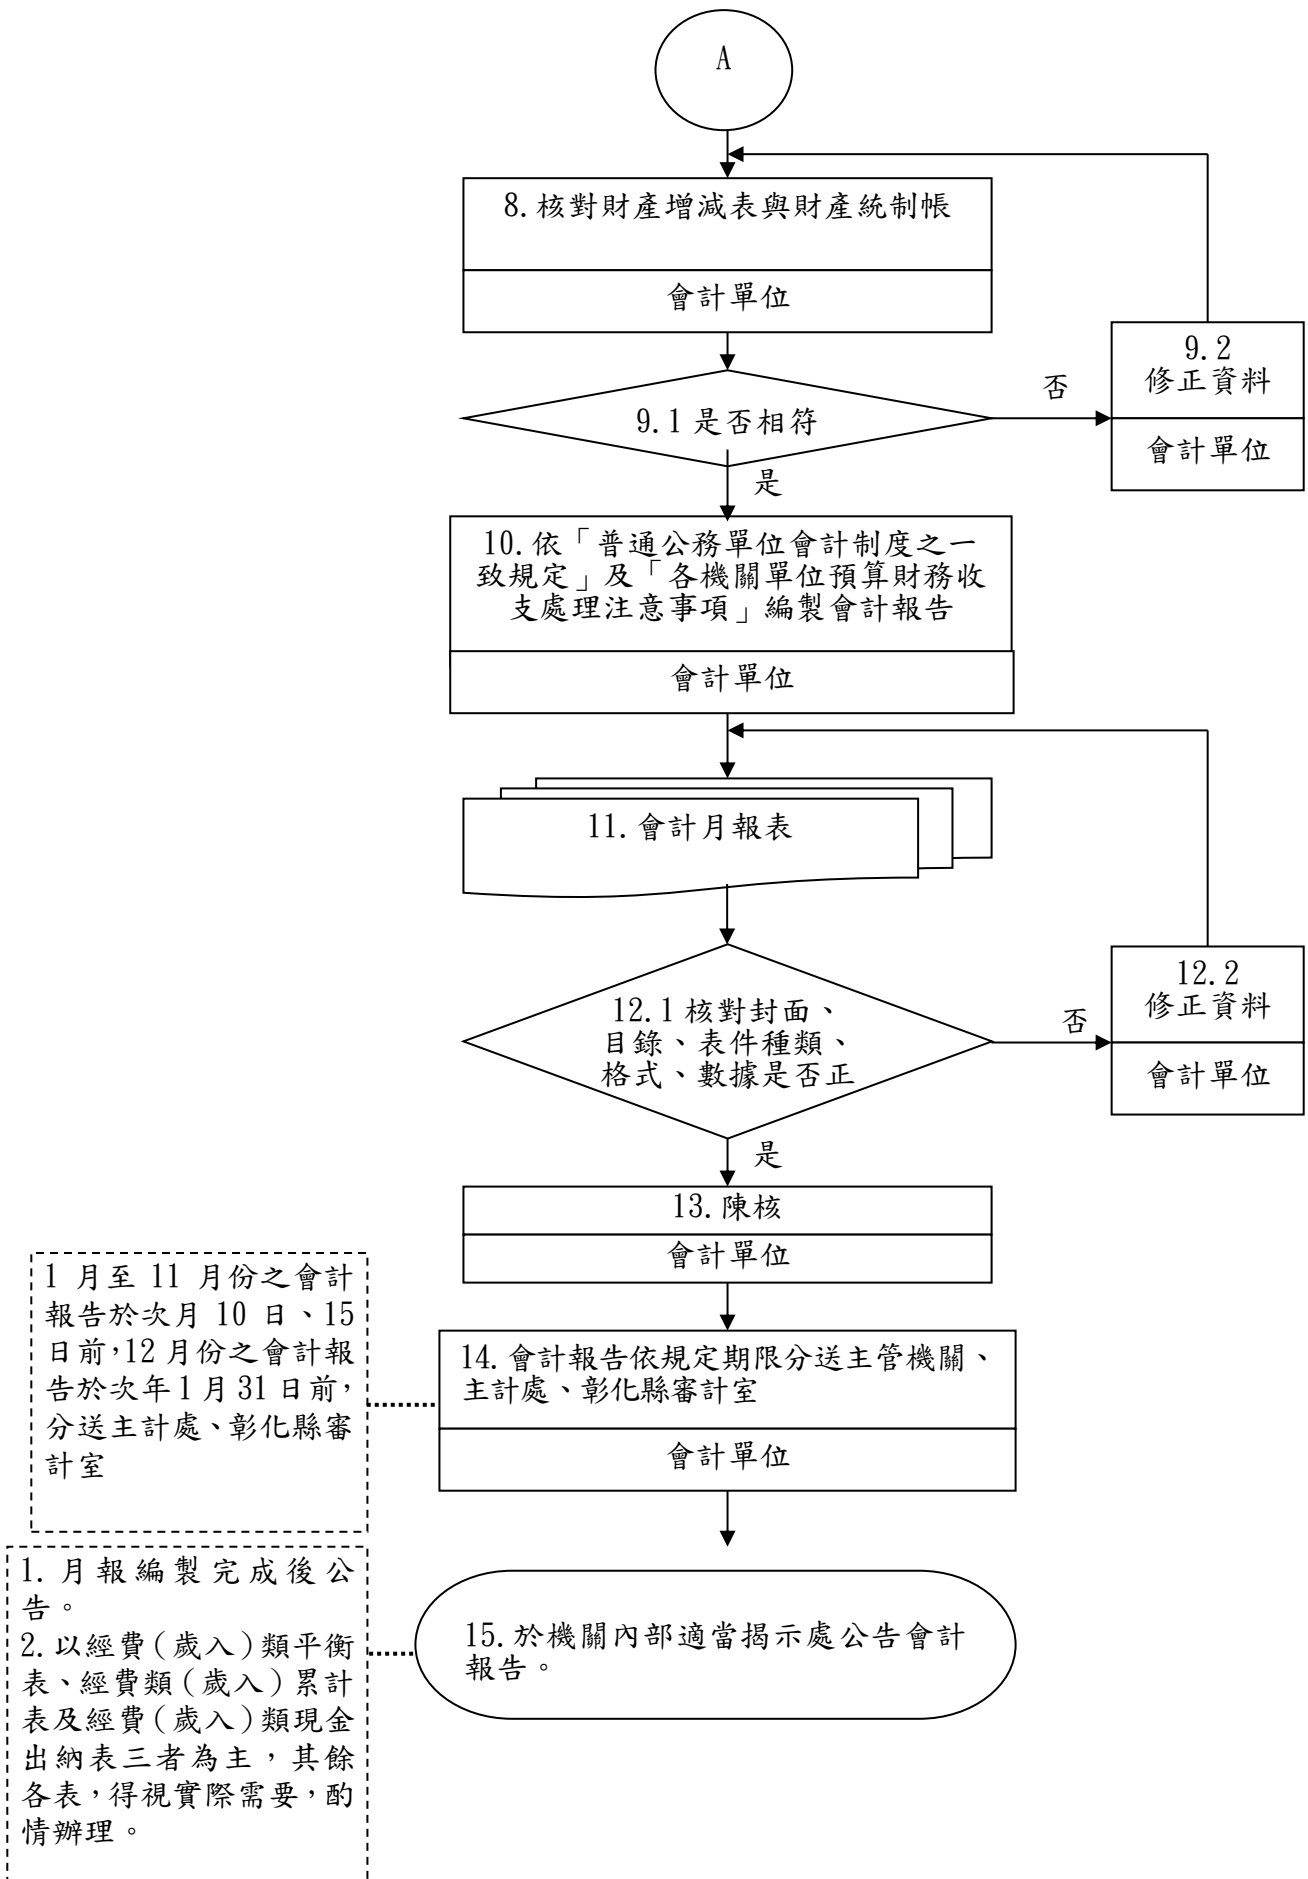 A
8.核對財產增減表與財產統制帳
會計單位
9.1 是否相符
否
9.2
修正資料
會計單位
是
10.依「普通公務單位會計制度之一
致規定」及「各機關單位預算財務收
支處理注意事項」編製會計報告
會計單位
11.會計月報表
12.1 核對封面、
目錄、表件種類、
格式、數據是否正
否
12.2
修正資料
會計單位
是
13.陳核
會計單位
1 月至 11 月份之會計
報告於次月 10 日、15
日前,12 月份之會計報
告於次年 1 月 31 日前,
分送主計處、彰化縣審
計室
14.會計報告依規定期限分送主管機關、
主計處、彰化縣審計室
會計單位
1.月報編製完成後公
告。
2.以經費(歲入)類平衡
表、經費類(歲入)累計
表及經費(歲入)類現金
出納表三者為主,其餘
各表,得視實際需要,酌
情辦理。
15.於機關內部適當揭示處公告會計
報告。